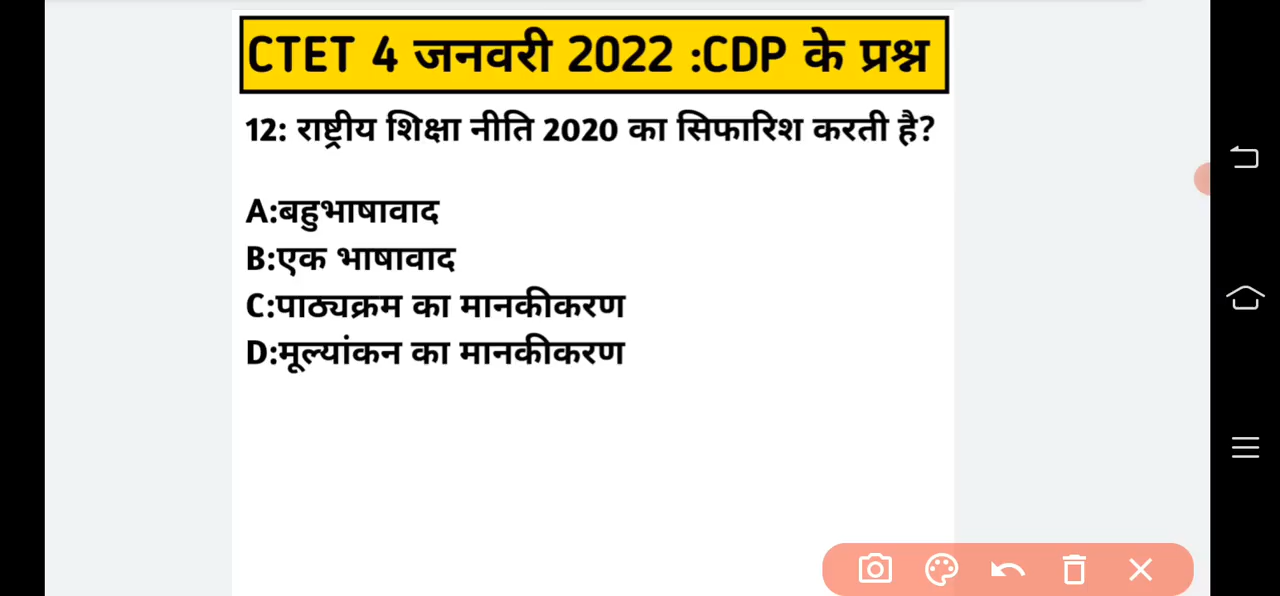 CTET 4 जनवरी 2022 :CDP के प्रश्न
12: राष्ट्रीय शिक्षा नीति 2020 का सिफारिश करती है?
A:बहुभाषावाद
B:एक भाषावाद
C:पाठ्यक्रम का मानकीकरण
D:मूल्यांकन का मानकीकरण